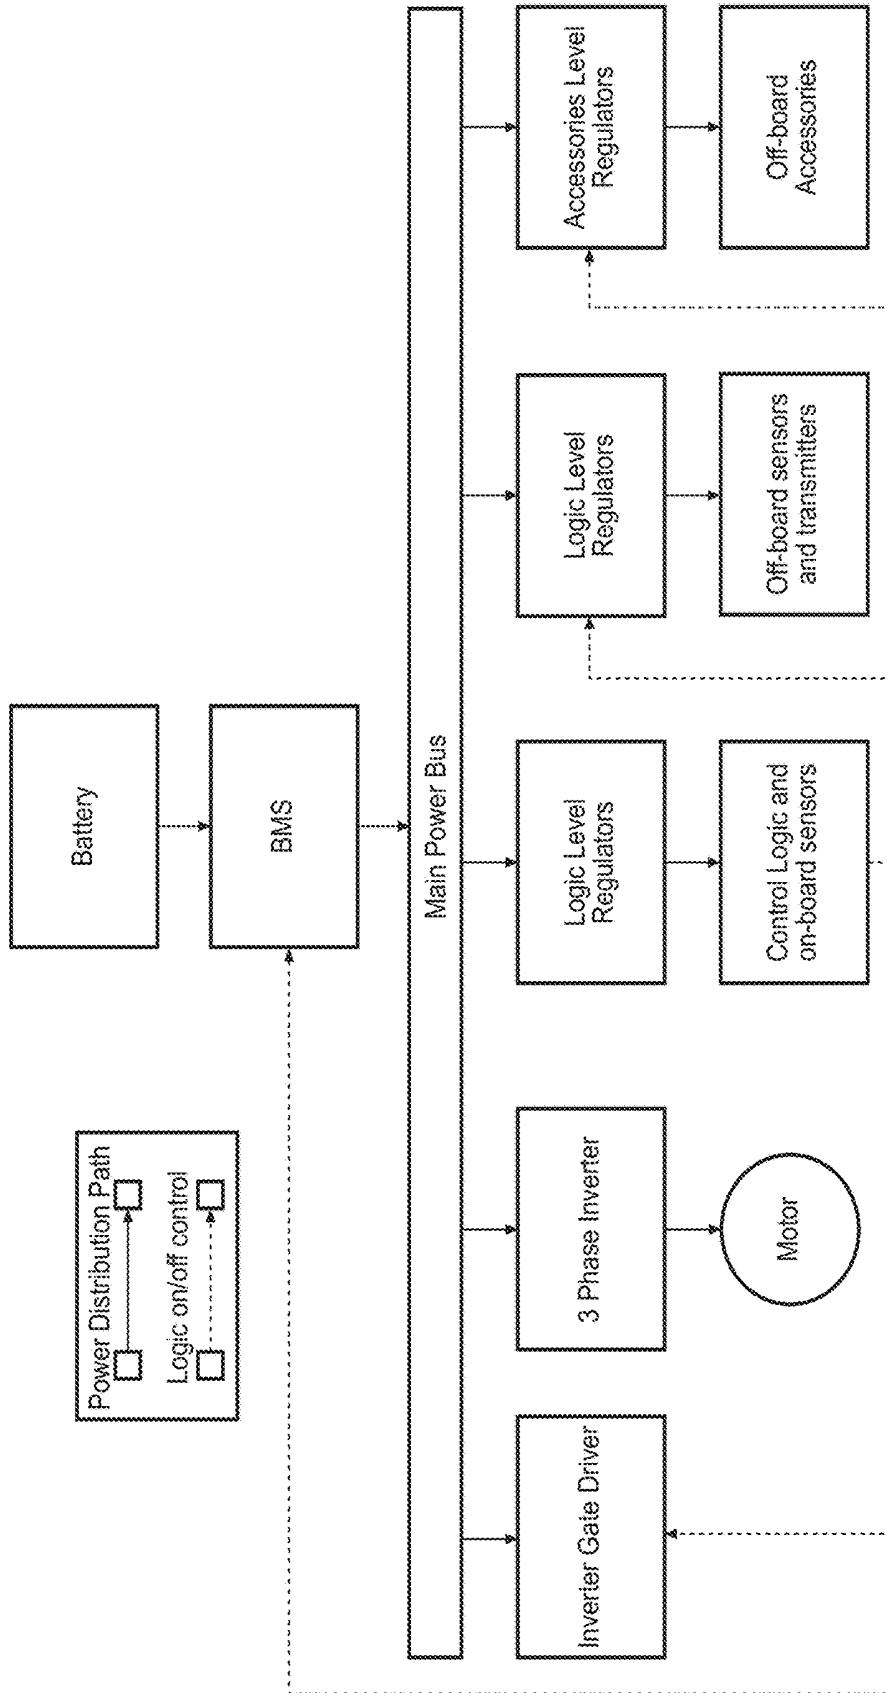 Battery
BMS
Power Distribution Path
Logic on/off control
Main Power Bus
Inverter Gate Driver
3 Phase Inverter
Logic Level
Regulators
Logic Level
Regulators
Accessories Level
Regulators
Motor
Control Logic and
on-board sensors
Off-board sensors
and transmitters
Off-board
Accessories